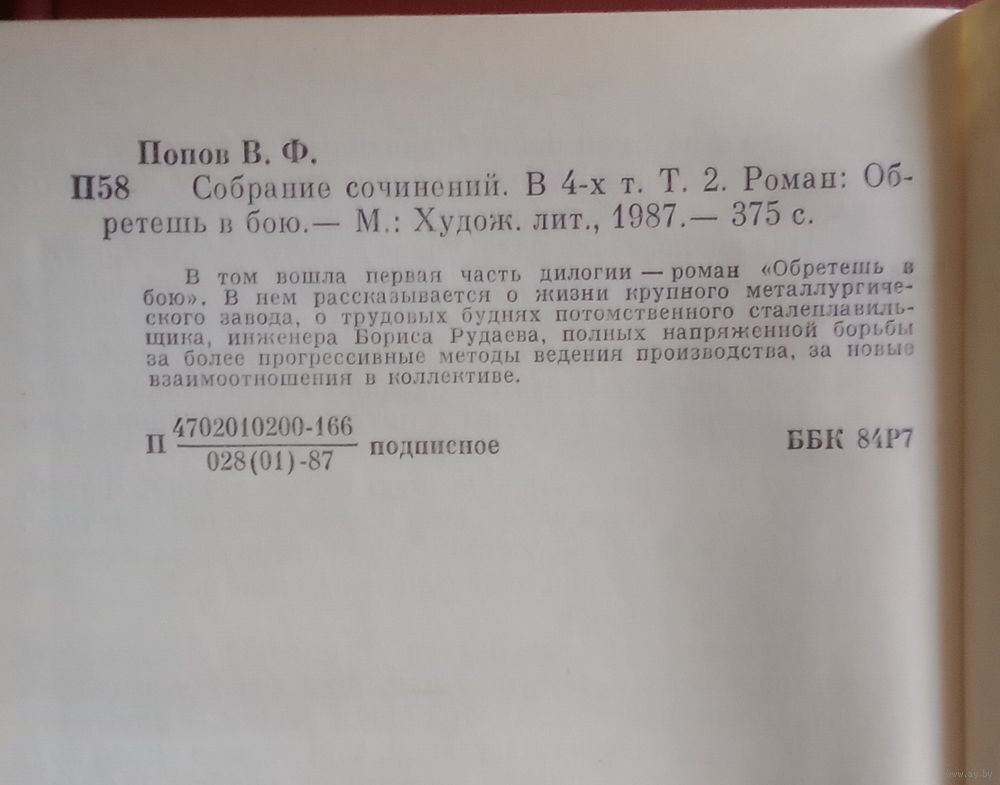 Попов В. Ф.
П58 Собрание сочинений. В 4-х т. Т. 2. Роман: Об-
ретешь в бою.— М.: Худож. лит., 1987.— 375 с.
В том вошла первая часть дилогии — роман «Обретешь в
бою». В нем рассказывается о жизни крупного металлургиче-
ского завода, о трудовых буднях потомственного сталеплавиль-
щика, инженера Бориса Рудаева, полных напряженной борьбы
за более прогрессивные методы ведения производства, за новые
взаимоотношения в коллективе.
П 4702010200-166 подписное ББК 84Р7
028(01)-87
www.ay.by